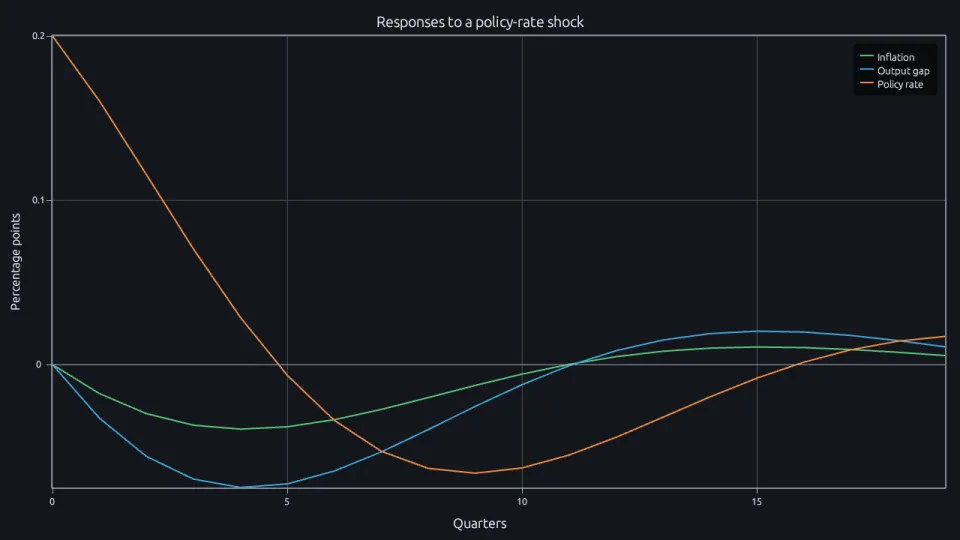 Responses to a policy-rate shock
Inflation
Output gap
Policy rate
Percentage points
0.2
0.1
0
0
5
10
15
Quarters